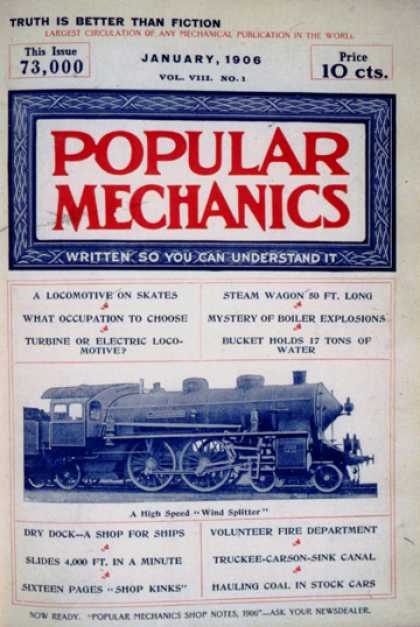 TRUTH IS BETTER THAN FICTION
LARGEST CIRCULATION OF ANY MECHANICAL PUBLICATION IN THE WORLD
This Issue
73,000
JANUARY, 1906
VOL. VIII. NO. 1
Price
10 cts.
POPULAR
MECHANICS
WRITTEN SO YOU CAN UNDERSTAND IT
A LOCOMOTIVE ON SKATES
WHAT OCCUPATION TO CHOOSE
TURBINE OR ELECTRIC LOCO-
MOTIVE?
STEAM WAGON 50 FT. LONG
MYSTERY OF BOILER EXPLOSIONS
BUCKET HOLDS 17 TONS OF
WATER
A High Speed "Wind Splitter"
DRY DOCK—A SHOP FOR SHIPS
SLIDES 4,000 FT. IN A MINUTE
SIXTEEN PAGES "SHOP KINKS"
VOLUNTEER FIRE DEPARTMENT
TRUCKEE-CARSON-SINK CANAL
HAULING COAL IN STOCK CARS
NOW READY. "POPULAR MECHANICS SHOP NOTES, 1906"—ASK YOUR NEWSDEALER.